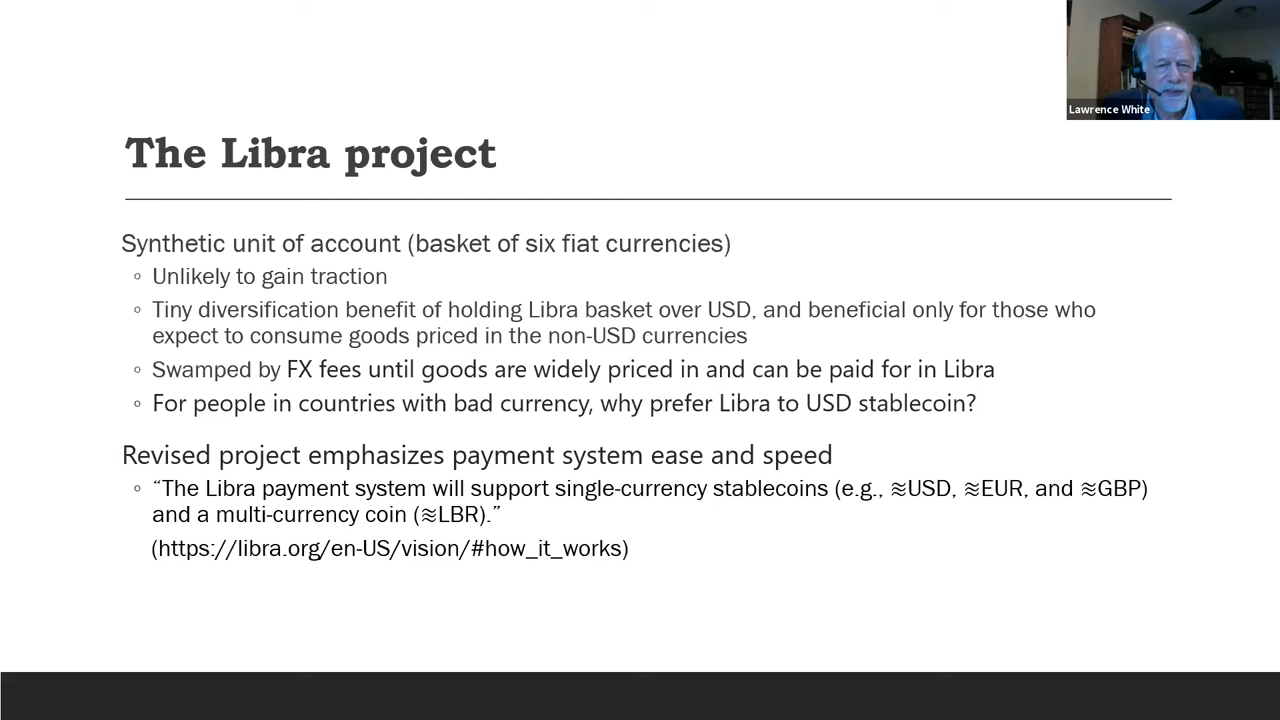 Lawrence White
The Libra project
Synthetic unit of account (basket of six fiat currencies)
◦ Unlikely to gain traction
◦ Tiny diversification benefit of holding Libra basket over USD, and beneficial only for those who
expect to consume goods priced in the non-USD currencies
◦ Swamped by FX fees until goods are widely priced in and can be paid for in Libra
◦ For people in countries with bad currency, why prefer Libra to USD stablecoin?
Revised project emphasizes payment system ease and speed
◦ “The Libra payment system will support single-currency stablecoins (e.g., ≋USD, ≋EUR, and ≋GBP)
and a multi-currency coin (≋LBR).”
(https://libra.org/en-US/vision/#how_it_works)